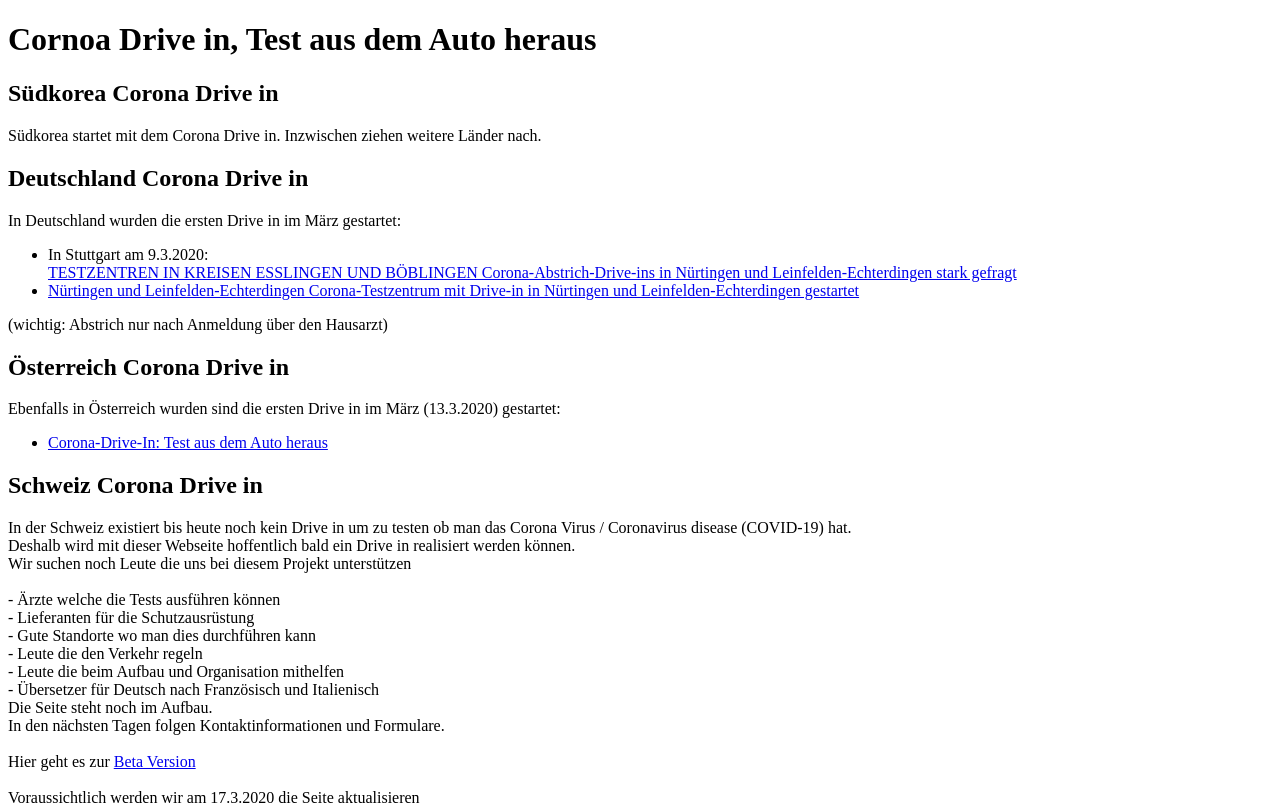 Cornoa Drive in, Test aus dem Auto heraus
Südkorea Corona Drive in
Südkorea startet mit dem Corona Drive in. Inzwischen ziehen weitere Länder nach.
Deutschland Corona Drive in
In Deutschland wurden die ersten Drive in im März gestartet:
In Stuttgart am 9.3.2020:
TESTZENTREN IN KREISEN ESSLINGEN UND BÖBLINGEN Corona-Abstrich-Drive-ins in Nürtingen und Leinfelden-Echterdingen stark gefragt
Nürtingen und Leinfelden-Echterdingen Corona-Testzentrum mit Drive-in in Nürtingen und Leinfelden-Echterdingen gestartet
(wichtig: Abstrich nur nach Anmeldung über den Hausarzt)
Österreich Corona Drive in
Ebenfalls in Österreich wurden sind die ersten Drive in im März (13.3.2020) gestartet:
Corona-Drive-In: Test aus dem Auto heraus
Schweiz Corona Drive in
In der Schweiz existiert bis heute noch kein Drive in um zu testen ob man das Corona Virus / Coronavirus disease (COVID-19) hat.
Deshalb wird mit dieser Webseite hoffentlich bald ein Drive in realisiert werden können.
Wir suchen noch Leute die uns bei diesem Projekt unterstützen
- Ärzte welche die Tests ausführen können
- Lieferanten für die Schutzausrüstung
- Gute Standorte wo man dies durchführen kann
- Leute die den Verkehr regeln
- Leute die beim Aufbau und Organisation mithelfen
- Übersetzer für Deutsch nach Französisch und Italienisch
Die Seite steht noch im Aufbau.
In den nächsten Tagen folgen Kontaktinformationen und Formulare.
Hier geht es zur Beta Version
Voraussichtlich werden wir am 17.3.2020 die Seite aktualisieren